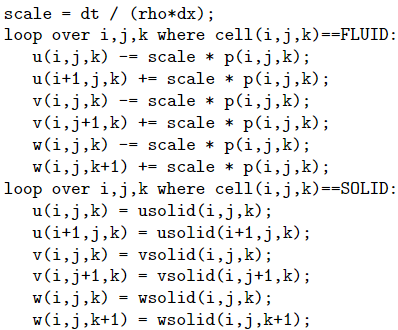 scale = dt / (rho*dx);
loop over i,j,k where cell(i,j,k)==FLUID:
u(i,j,k) -= scale * p(i,j,k);
u(i+1,j,k) += scale * p(i,j,k);
v(i,j,k) -= scale * p(i,j,k);
v(i,j+1,k) += scale * p(i,j,k);
w(i,j,k) -= scale * p(i,j,k);
w(i,j,k+1) += scale * p(i,j,k);
loop over i,j,k where cell(i,j,k)==SOLID:
u(i,j,k) = usolid(i,j,k);
u(i+1,j,k) = usolid(i+1,j,k);
v(i,j,k) = vsolid(i,j,k);
v(i,j+1,k) = vsolid(i,j+1,k);
w(i,j,k) = wsolid(i,j,k);
w(i,j,k+1) = wsolid(i,j,k+1);